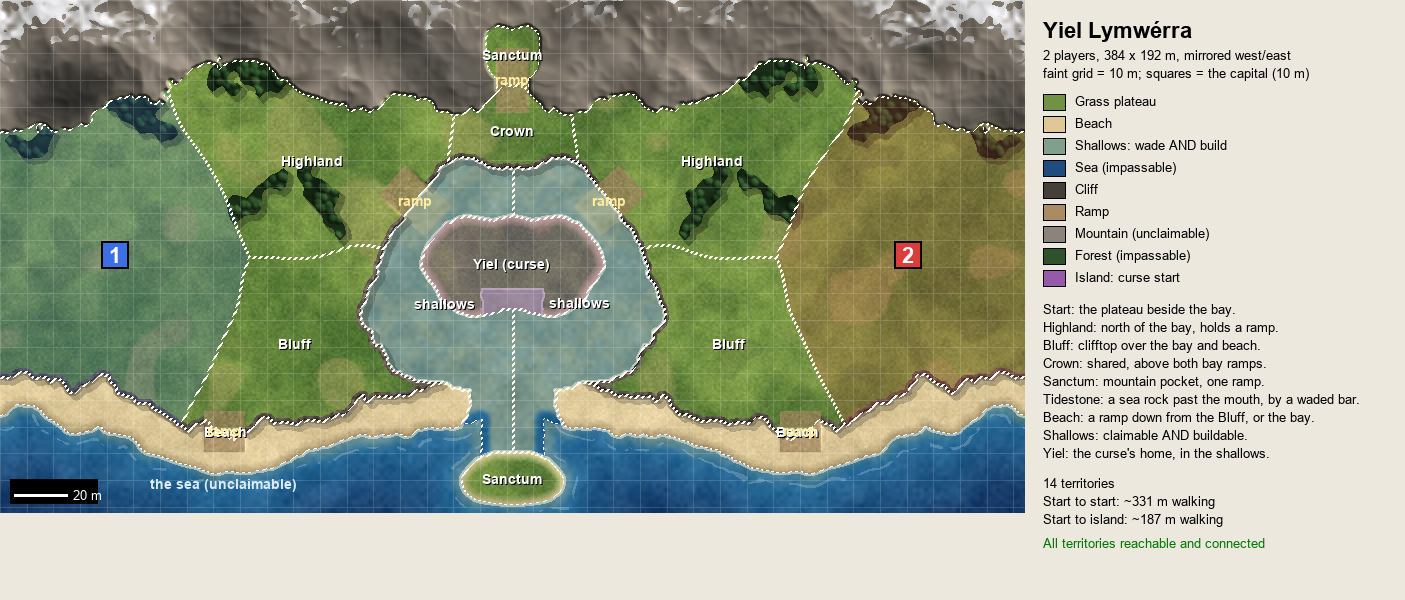 Sanctum
ramp
Crown
Highland
Highland
ramp
ramp
1
2
Yiel (curse)
shallows
shallows
Bluff
Bluff
Beach
Beach
Sanctum
the sea (unclaimable)
20 m
Yiel Lymwérra
2 players, 384 x 192 m, mirrored west/east
faint grid = 10 m; squares = the capital (10 m)
Grass plateau
Beach
Shallows: wade AND build
Sea (impassable)
Cliff
Ramp
Mountain (unclaimable)
Forest (impassable)
Island: curse start
Start: the plateau beside the bay.
Highland: north of the bay, holds a ramp.
Bluff: clifftop over the bay and beach.
Crown: shared, above both bay ramps.
Sanctum: mountain pocket, one ramp.
Tidestone: a sea rock past the mouth, by a waded bar.
Beach: a ramp down from the Bluff, or the bay.
Shallows: claimable AND buildable.
Yiel: the curse's home, in the shallows.
14 territories
Start to start: ~331 m walking
Start to island: ~187 m walking
All territories reachable and connected